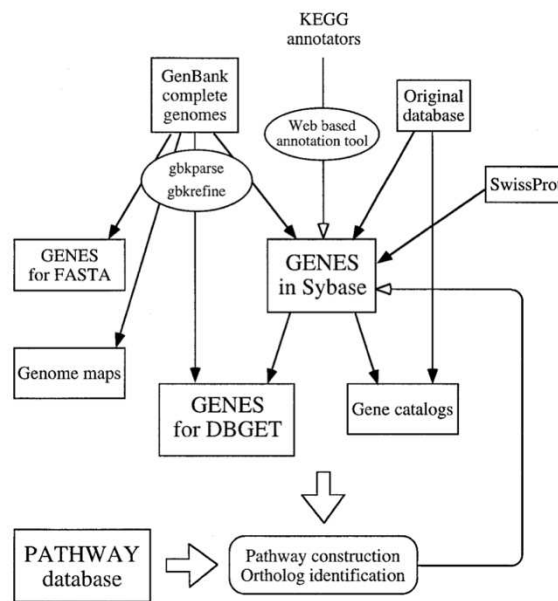 KEGG
annotators
GenBank
complete
genomes
Original
database
Web based
annotation tool
gbkparse
gbkrefine
SwissProt
GENES
for FASTA
GENES
in Sybase
Genome maps
GENES
for DBGET
Gene catalogs
PATHWAY
database
Pathway construction
Ortholog identification